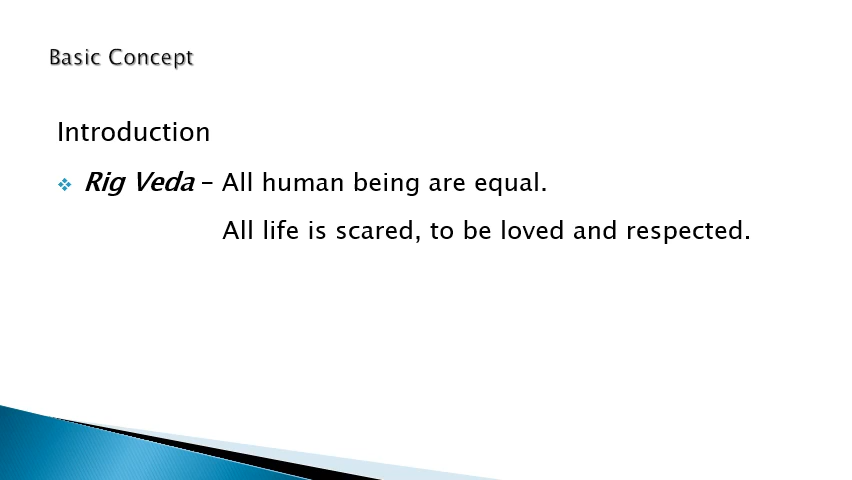 Basic Concept
Introduction
❖ Rig Veda – All human being are equal.
All life is scared, to be loved and respected.